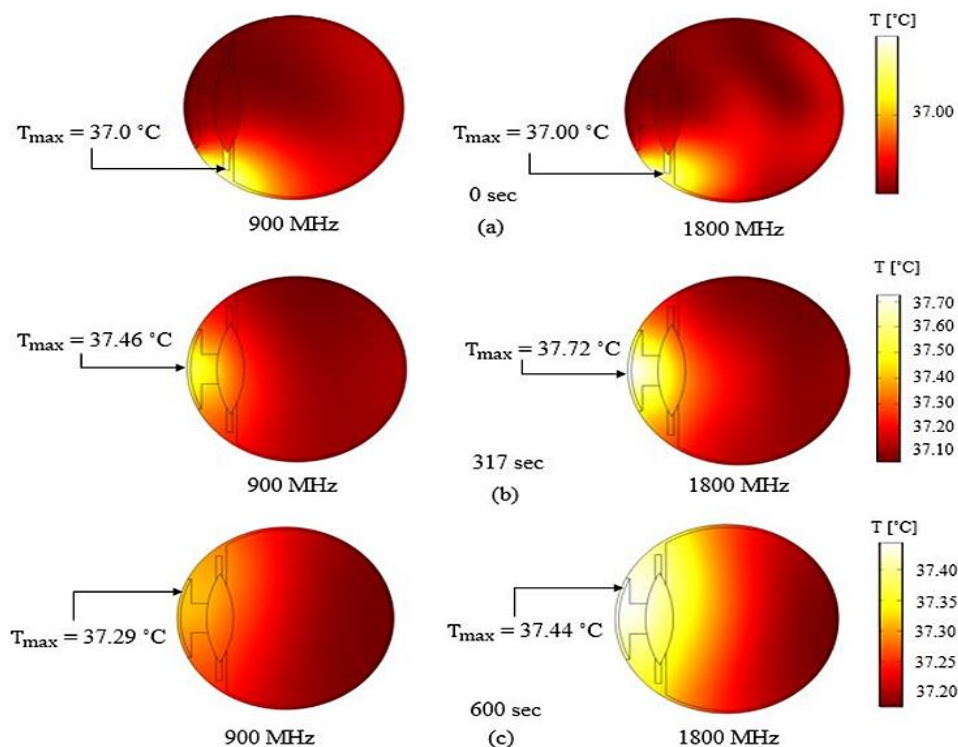 T [°C]
37.00
Tmax = 37.0 °C
Tmax = 37.00 °C
0 sec
900 MHz
(a)
1800 MHz
T [°C]
37.70
37.60
37.50
37.40
37.30
37.20
37.10
Tmax = 37.46 °C
Tmax = 37.72 °C
317 sec
900 MHz
(b)
1800 MHz
T [°C]
37.40
37.35
37.30
37.25
37.20
Tmax = 37.29 °C
Tmax = 37.44 °C
600 sec
900 MHz
(c)
1800 MHz